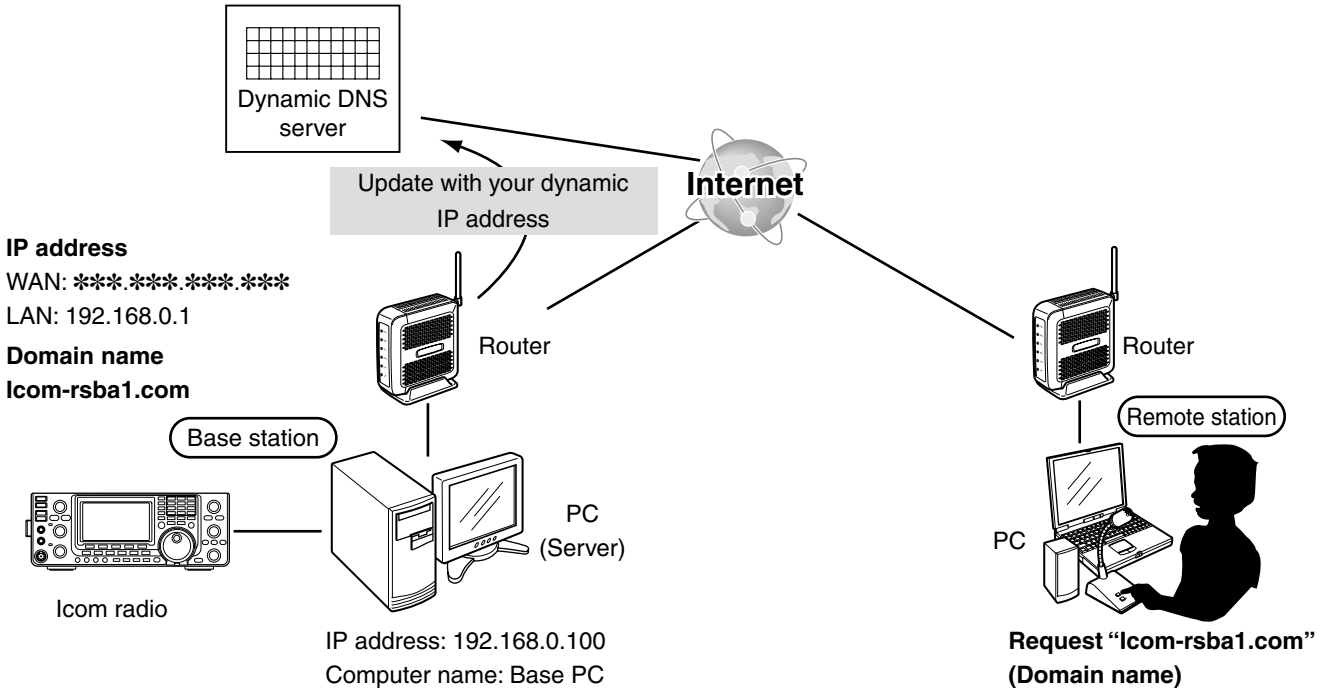 Dynamic DNS
server
Update with your dynamic
IP address
Internet
IP address
WAN: ✽✽✽.✽✽✽.✽✽✽.✽✽✽
LAN: 192.168.0.1
Domain name
Icom-rsba1.com
Router
Router
Base station
Remote station
PC
(Server)
PC
Icom radio
IP address: 192.168.0.100
Computer name: Base PC
Request “Icom-rsba1.com”
(Domain name)